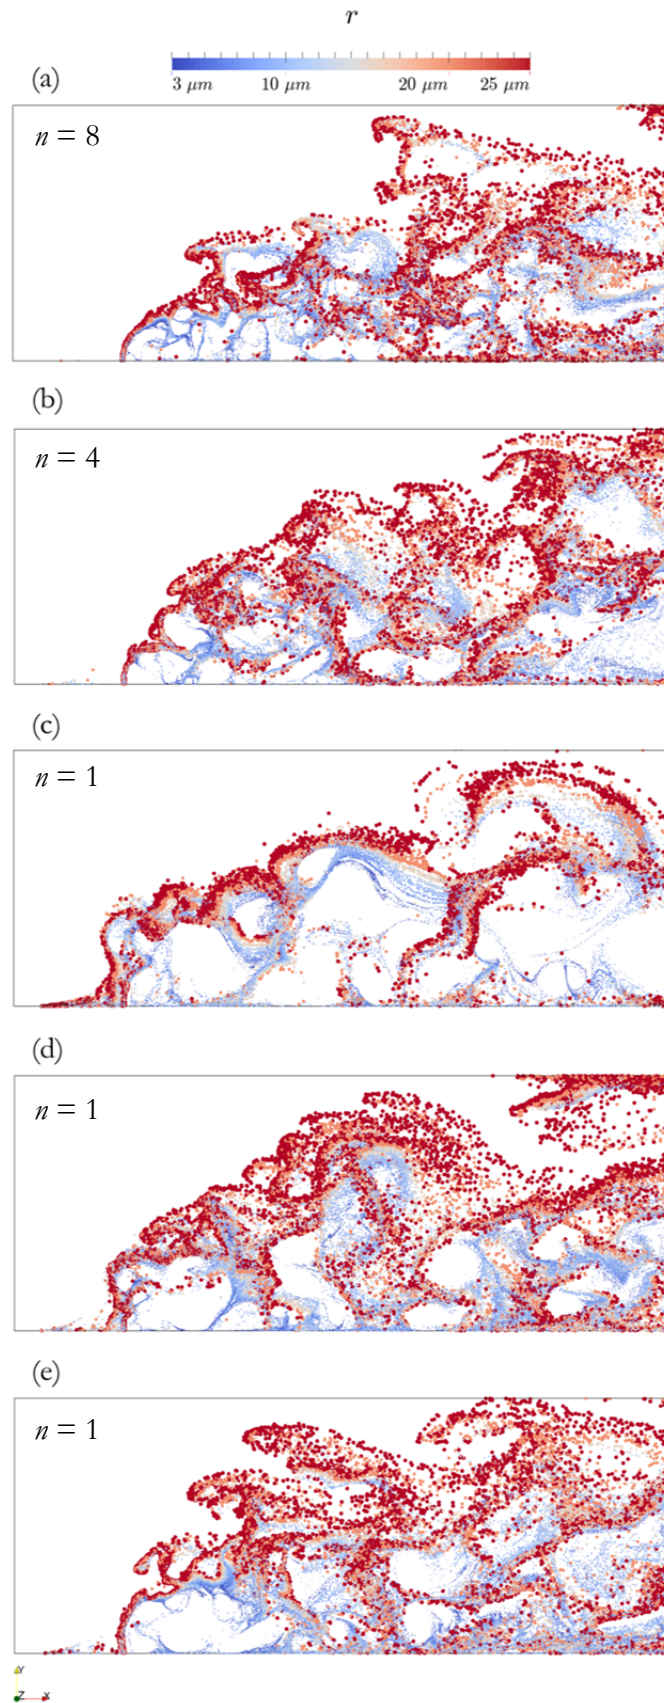 r
3 μm 10 μm 20 μm 25 μm
(a)
n = 8
(b)
n = 4
(c)
n = 1
(d)
n = 1
(e)
n = 1
Y
Z X